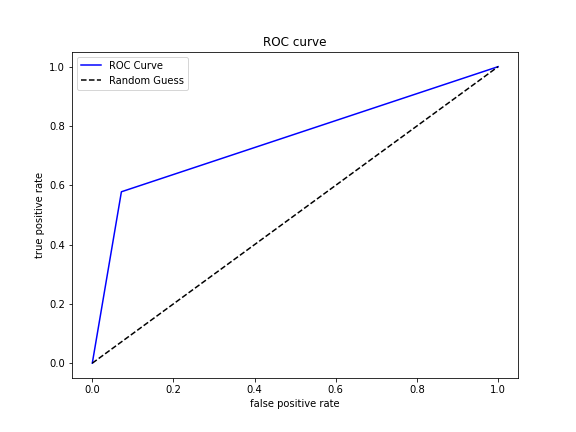 ROC curve
ROC Curve
Random Guess
true positive rate
1.0
0.8
0.6
0.4
0.2
0.0
0.0 0.2 0.4 0.6 0.8 1.0
false positive rate